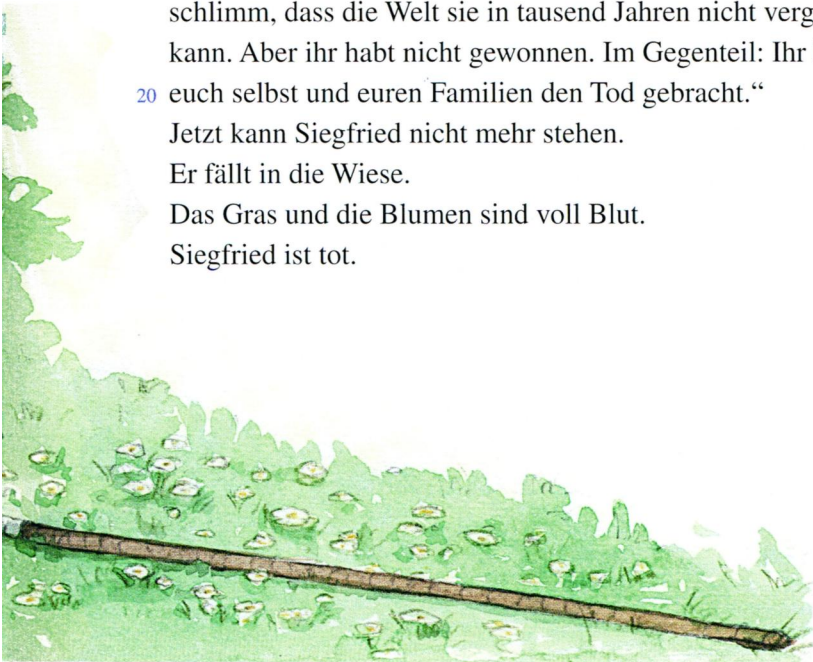 schlimm, dass die Welt sie in tausend Jahren nicht verg
kann. Aber ihr habt nicht gewonnen. Im Gegenteil: Ihr
20 euch selbst und euren Familien den Tod gebracht.“
Jetzt kann Siegfried nicht mehr stehen.
Er fällt in die Wiese.
Das Gras und die Blumen sind voll Blut.
Siegfried ist tot.